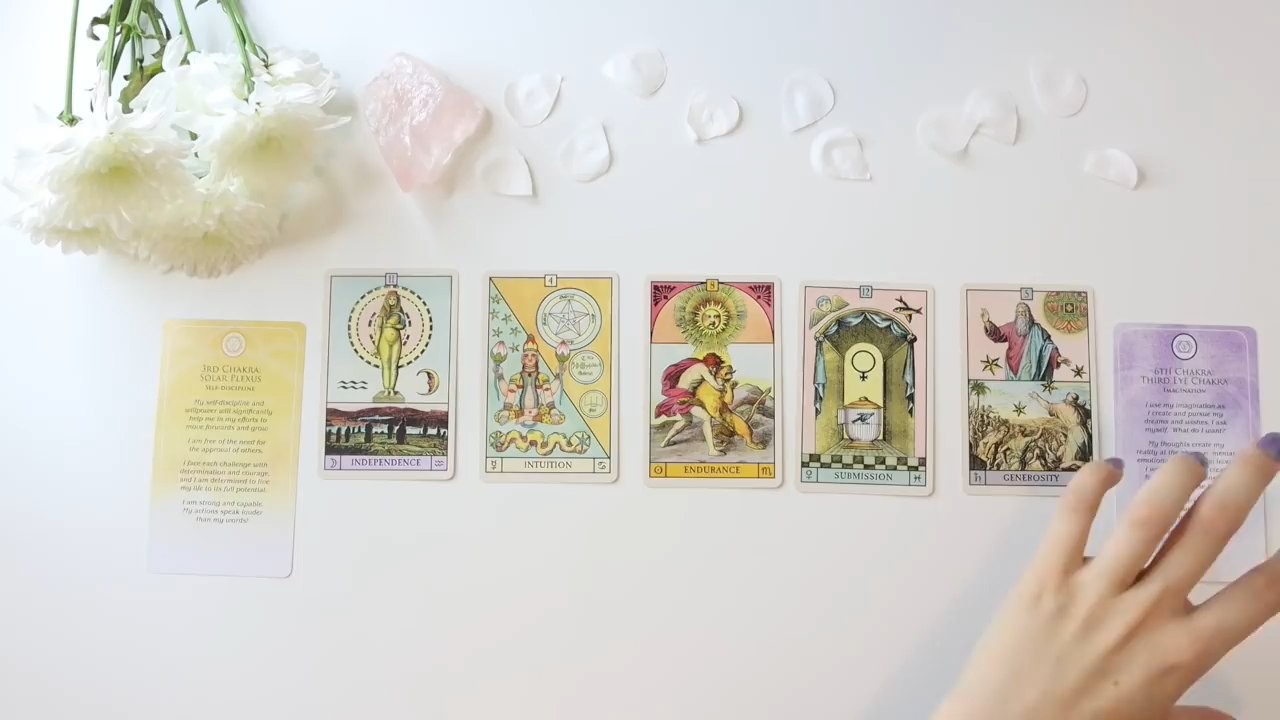 3RD CHAKRA:
SOLAR PLEXUS
SELF-DISCIPLINE
My self-discipline and
willpower will significantly
help me in my efforts to
move forwards and grow.
I am free of the need for
the approval of others.
I face each challenge with
determination and courage,
and I am determined to live
my life to its full potential.
I am strong and capable.
My actions speak louder
than my words!
11
INDEPENDENCE
4
INTUITION
8
ENDURANCE
12
SUBMISSION
5
GENEROSITY
6TH CHAKRA:
THIRD EYE CHAKRA
IMAGINATION
I use my imagination as
I create and pursue my
dreams and wishes. I ask
myself, 'What do I want?'
My thoughts create my
reality at the mental